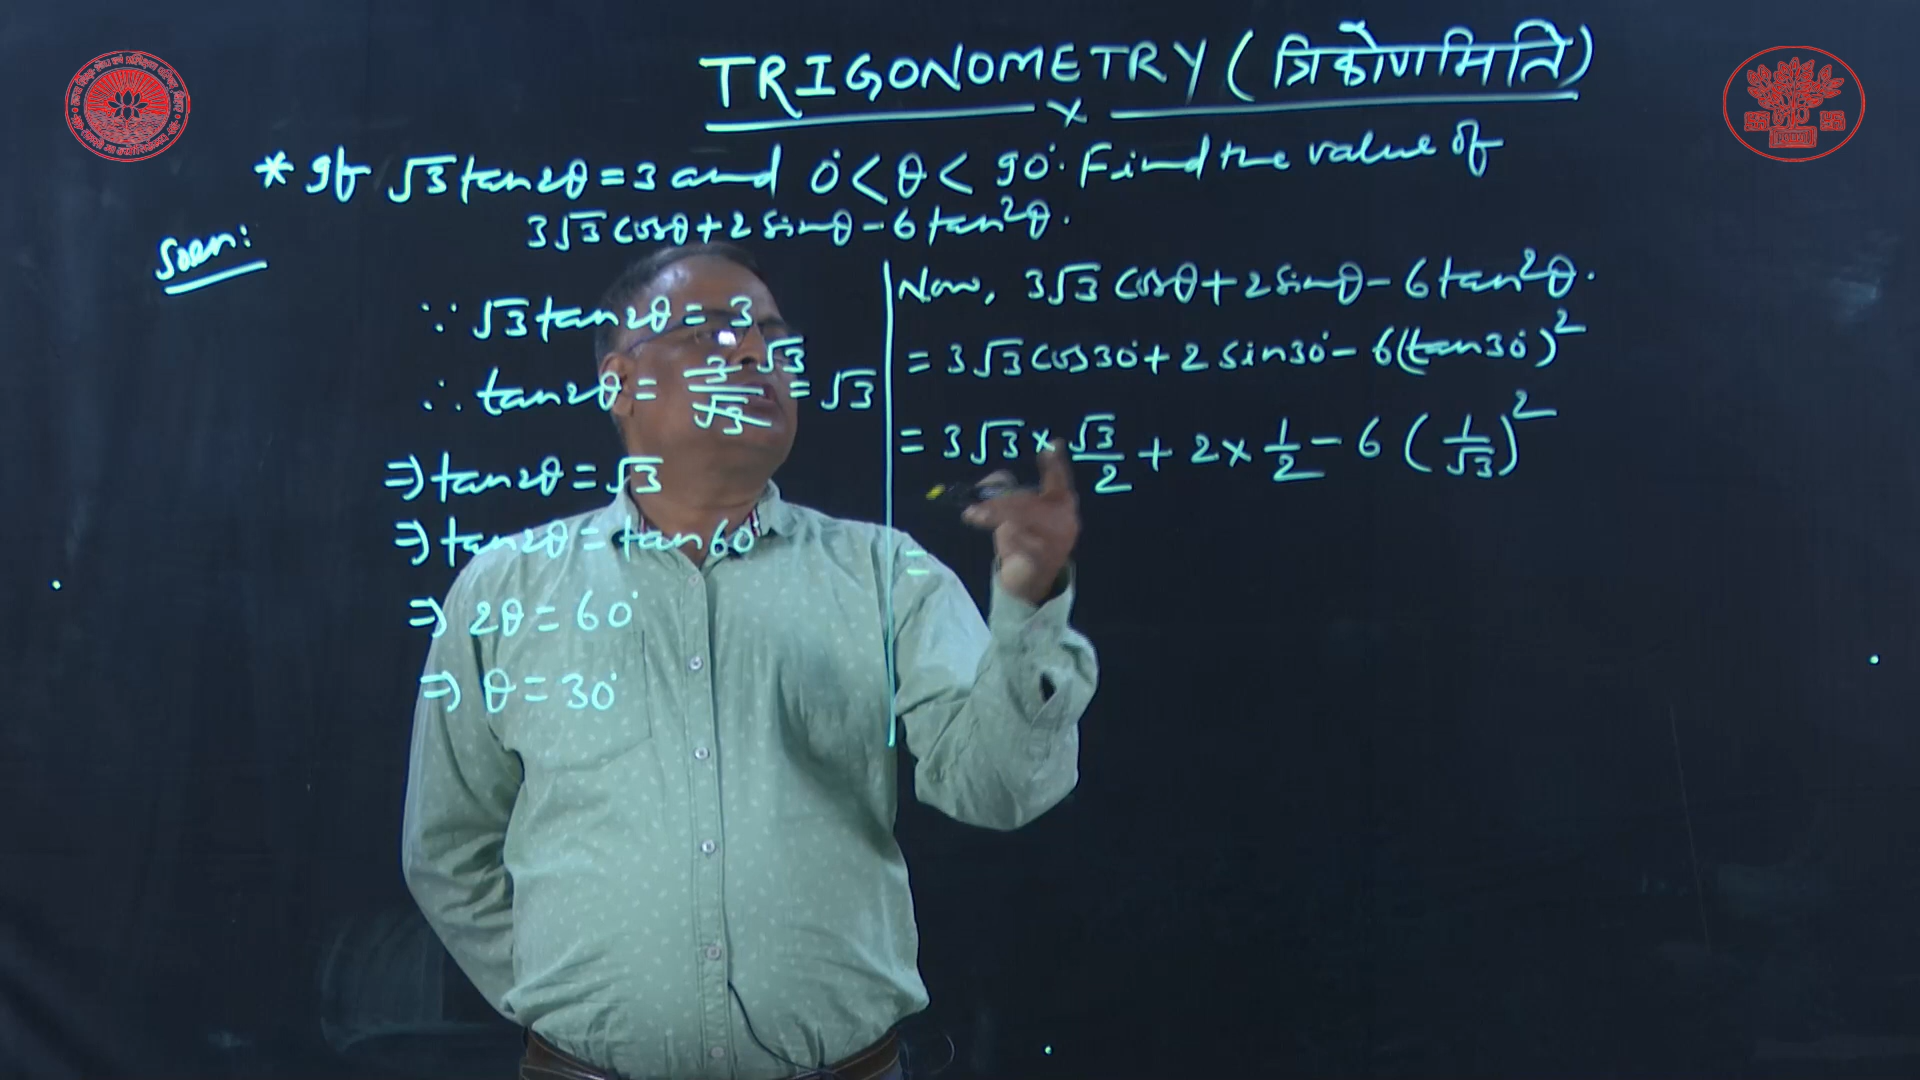 TRIGONOMETRY (त्रिकोणमिति)
x
* If √3 tan2θ = 3 and 0° < θ < 90°. Find the value of
3√3 cosθ + 2 sinθ - 6 tan²θ.
Soln:
∵ √3 tan2θ = 3
∴ tan2θ = 3/√3 √3 = √3
⇒ tan2θ = √3
⇒ tan2θ = tan60°
⇒ 2θ = 60°
⇒ θ = 30°
Now, 3√3 cosθ + 2 sinθ - 6 tan²θ.
= 3√3 cos30° + 2 sin30° - 6(tan30°)²
= 3√3 × √3/2 + 2 × 1/2 - 6 (1/√3)²
=